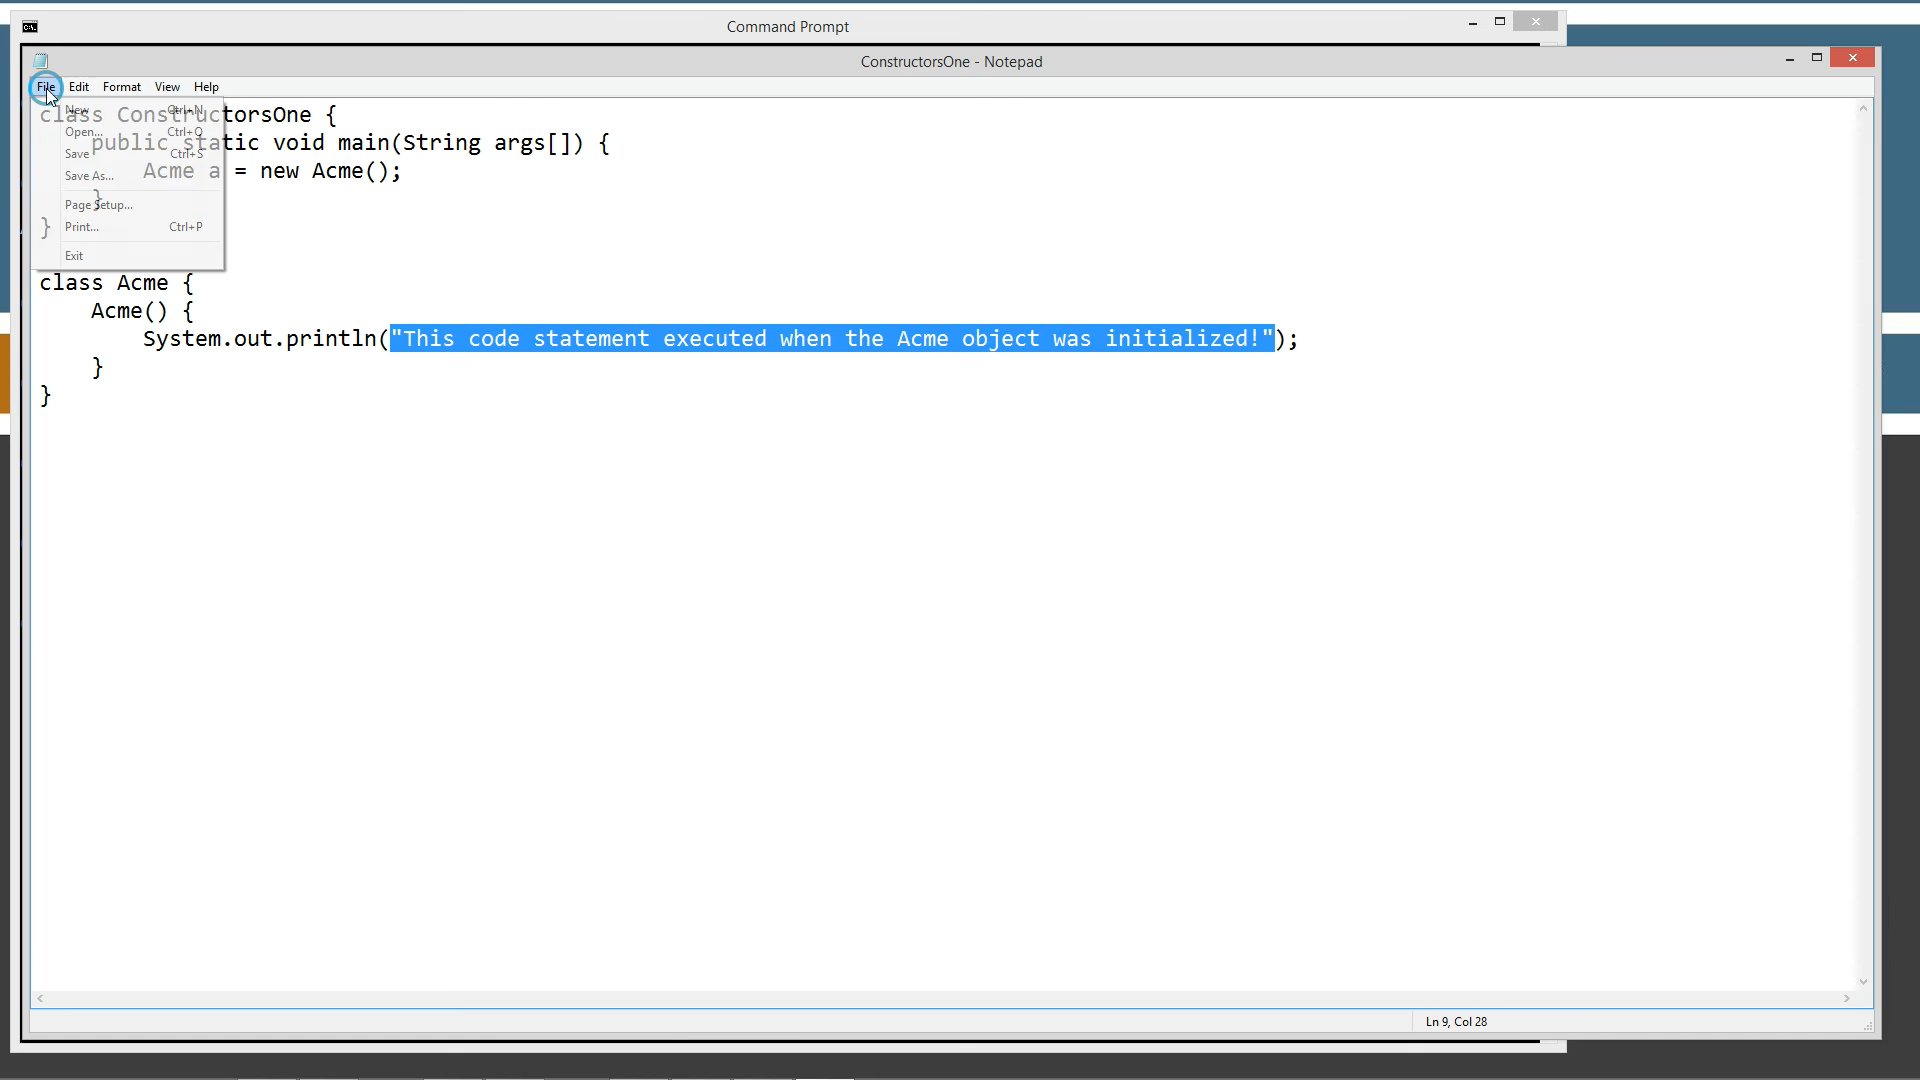 Command Prompt
ConstructorsOne - Notepad
File Edit Format View Help
New Ctrl+N
Open... Ctrl+O
Save Ctrl+S
Save As...
Page Setup...
Print... Ctrl+P
Exit
class ConstructorsOne {
public static void main(String args[]) {
Acme a = new Acme();
}
}
class Acme {
Acme() {
System.out.println("This code statement executed when the Acme object was initialized!");
}
}
Ln 9, Col 28